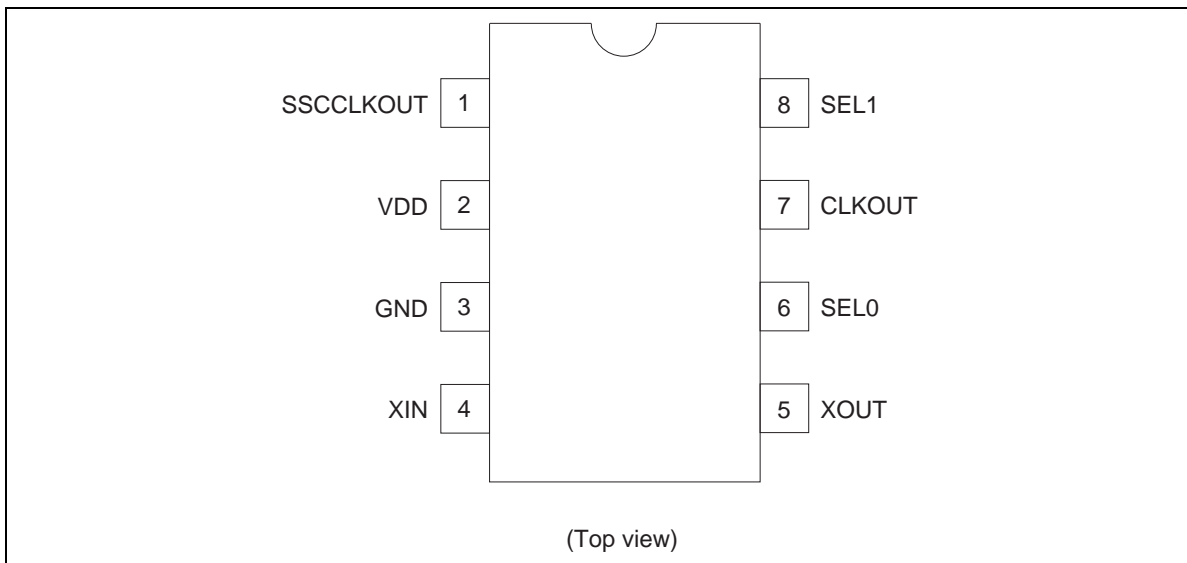 SSCCLKOUT 1 8 SEL1
VDD 2 7 CLKOUT
GND 3 6 SEL0
XIN 4 5 XOUT
(Top view)